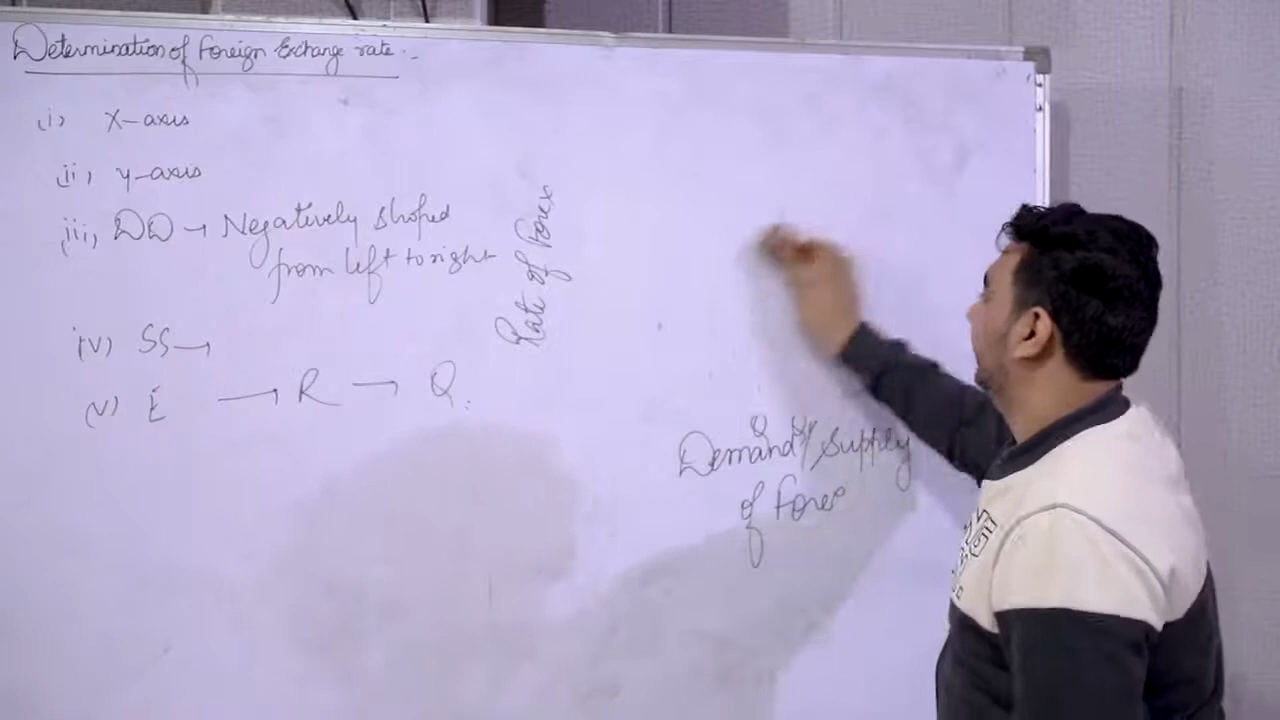 Determination of Foreign Exchange rate.
(i) X-axis
(ii) y-axis
(iii) DD → Negatively shoped
from left to right
(iv) SS →
(v) E → R → Q.
Rate of Forex
Q
Demand / Supply
of Forex